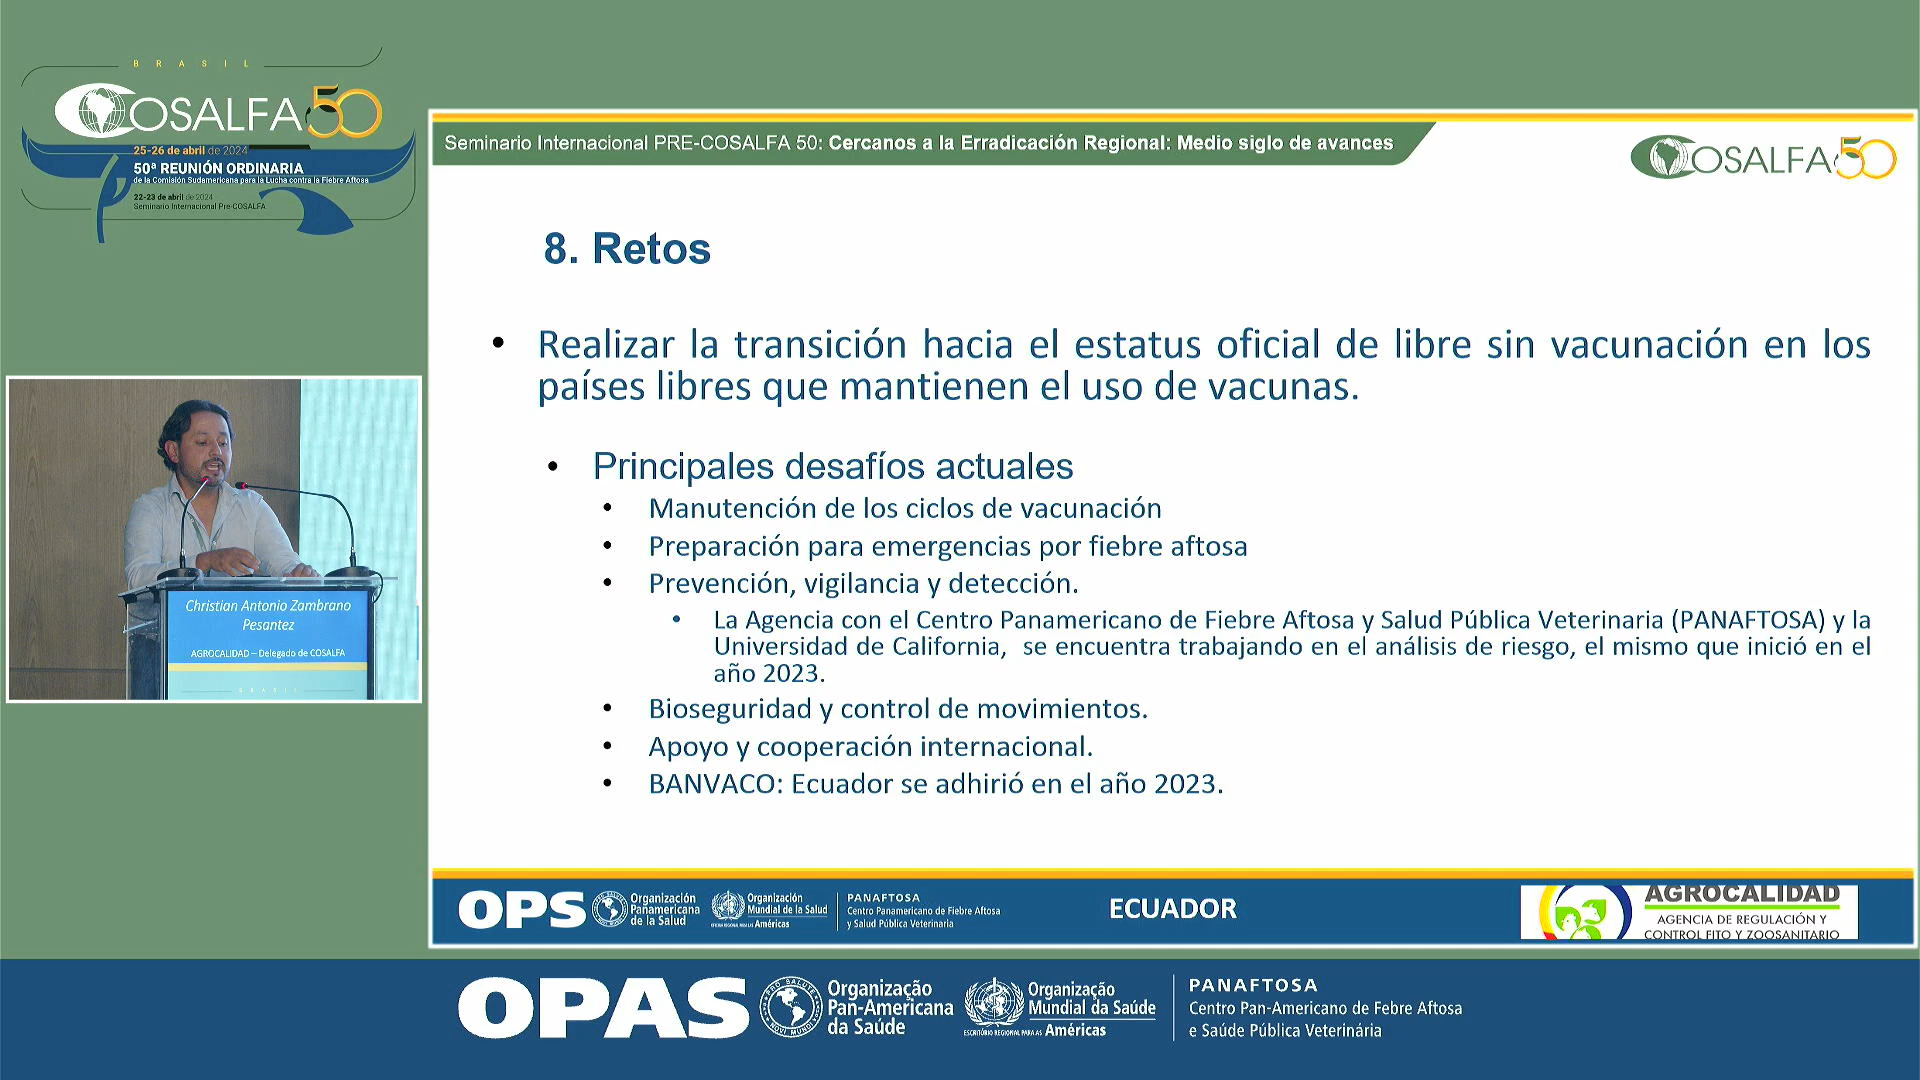 BRASIL
COSALFA 50
25-26 de abril de 2024
50ª REUNIÓN ORDINARIA
de la Comisión Sudamericana para la Lucha contra la Fiebre Aftosa
22-23 de abril de 2024
Seminario Internacional Pre-COSALFA
Seminario Internacional PRE-COSALFA 50: Cercanos a la Erradicación Regional: Medio siglo de avances
COSALFA 50
8. Retos
• Realizar la transición hacia el estatus oficial de libre sin vacunación en los
países libres que mantienen el uso de vacunas.
• Principales desafíos actuales
• Manutención de los ciclos de vacunación
• Preparación para emergencias por fiebre aftosa
• Prevención, vigilancia y detección.
• La Agencia con el Centro Panamericano de Fiebre Aftosa y Salud Pública Veterinaria (PANAFTOSA) y la
Universidad de California, se encuentra trabajando en el análisis de riesgo, el mismo que inició en el
año 2023.
• Bioseguridad y control de movimientos.
• Apoyo y cooperación internacional.
• BANVACO: Ecuador se adhirió en el año 2023.
Christian Antonio Zambrano
Pesantez
AGROCALIDAD – Delegado de COSALFA
BRASIL
OPS
Organización
Panamericana
de la Salud
Organización
Mundial de la Salud
Américas
PANAFTOSA
Centro Panamericano de Fiebre Aftosa
y Salud Pública Veterinaria
ECUADOR
AGROCALIDAD
AGENCIA DE REGULACIÓN Y
CONTROL FITO Y ZOOSANITARIO
OPAS
Organização
Pan-Americana
da Saúde
Organização
Mundial da Saúde
ESCRITÓRIO REGIONAL PARA AS Américas
PANAFTOSA
Centro Pan-Americano de Febre Aftosa
e Saúde Pública Veterinária